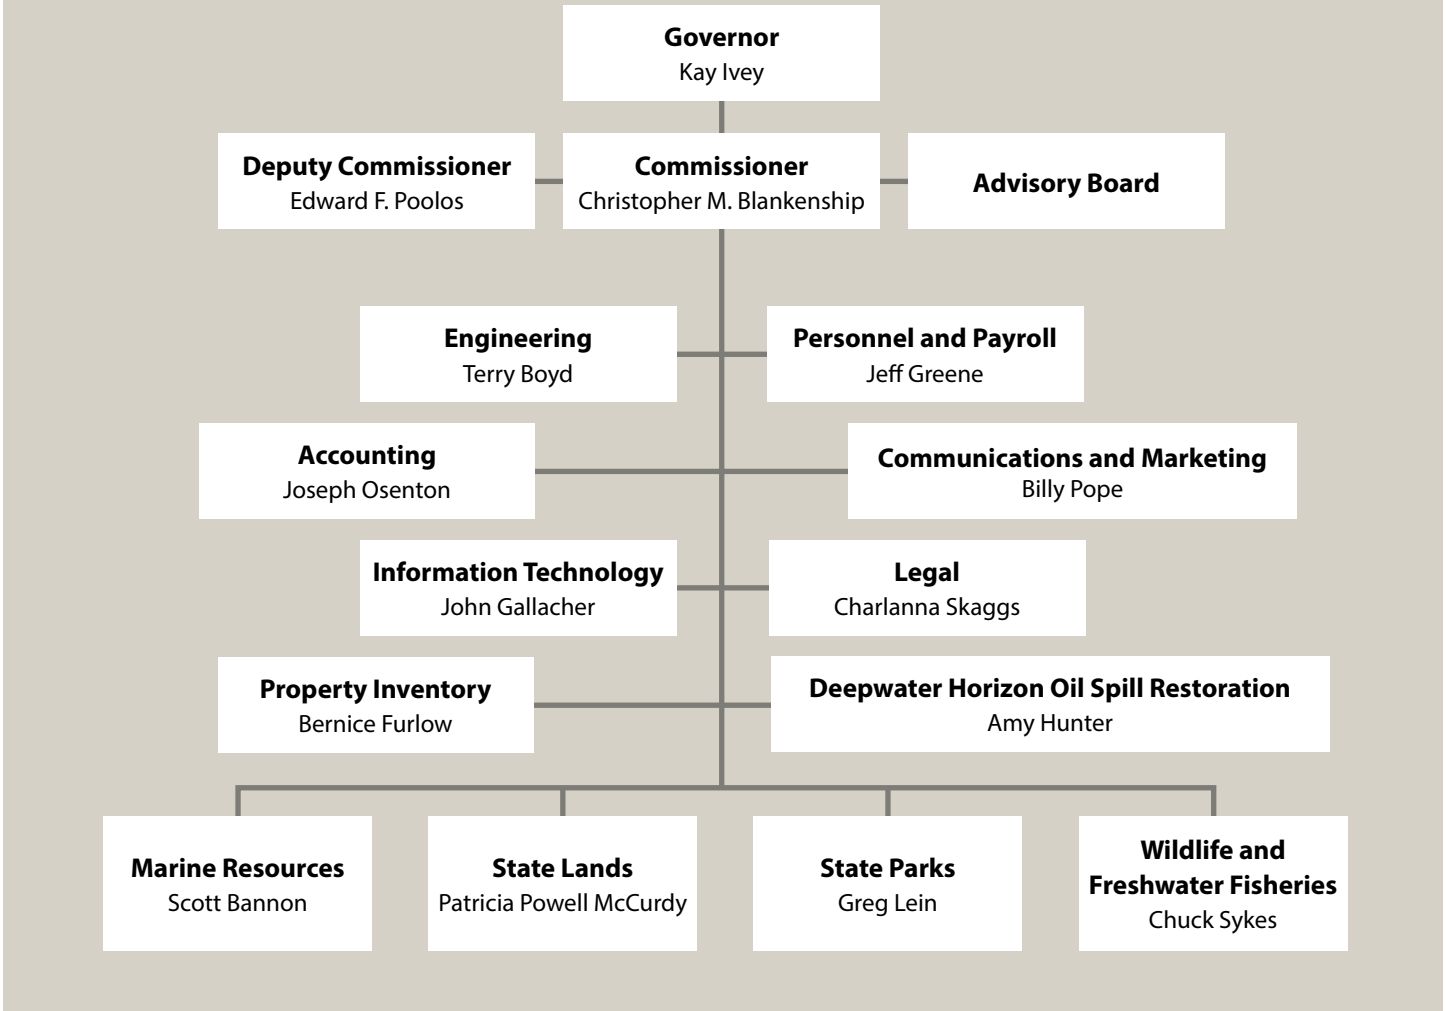 Governor
Kay Ivey
Deputy Commissioner
Edward F. Poolos
Commissioner
Christopher M. Blankenship
Advisory Board
Engineering
Terry Boyd
Personnel and Payroll
Jeff Greene
Accounting
Joseph Osenton
Communications and Marketing
Billy Pope
Information Technology
John Gallacher
Legal
Charlanna Skaggs
Property Inventory
Bernice Furlow
Deepwater Horizon Oil Spill Restoration
Amy Hunter
Marine Resources
Scott Bannon
State Lands
Patricia Powell McCurdy
State Parks
Greg Lein
Wildlife and
Freshwater Fisheries
Chuck Sykes